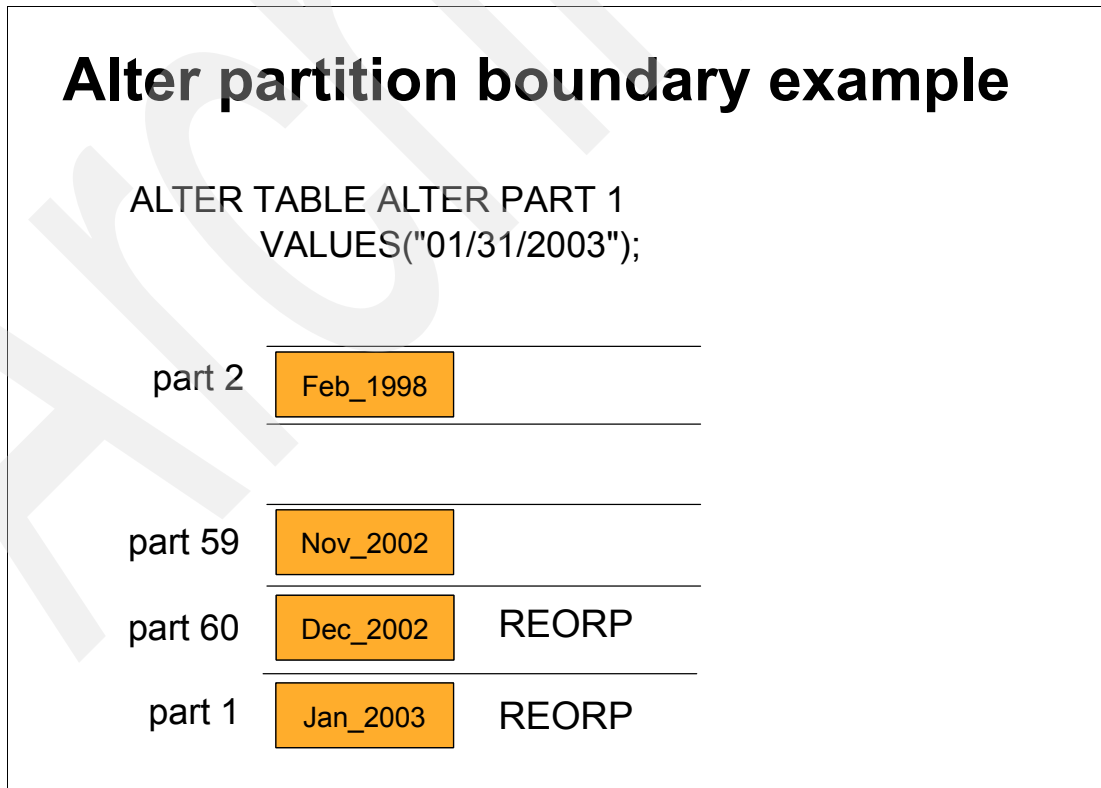 Alter partition boundary example
ALTER TABLE ALTER PART 1
VALUES("01/31/2003");
part 2 Feb_1998
part 59 Nov_2002
part 60 Dec_2002 REORP
part 1 Jan_2003 REORP